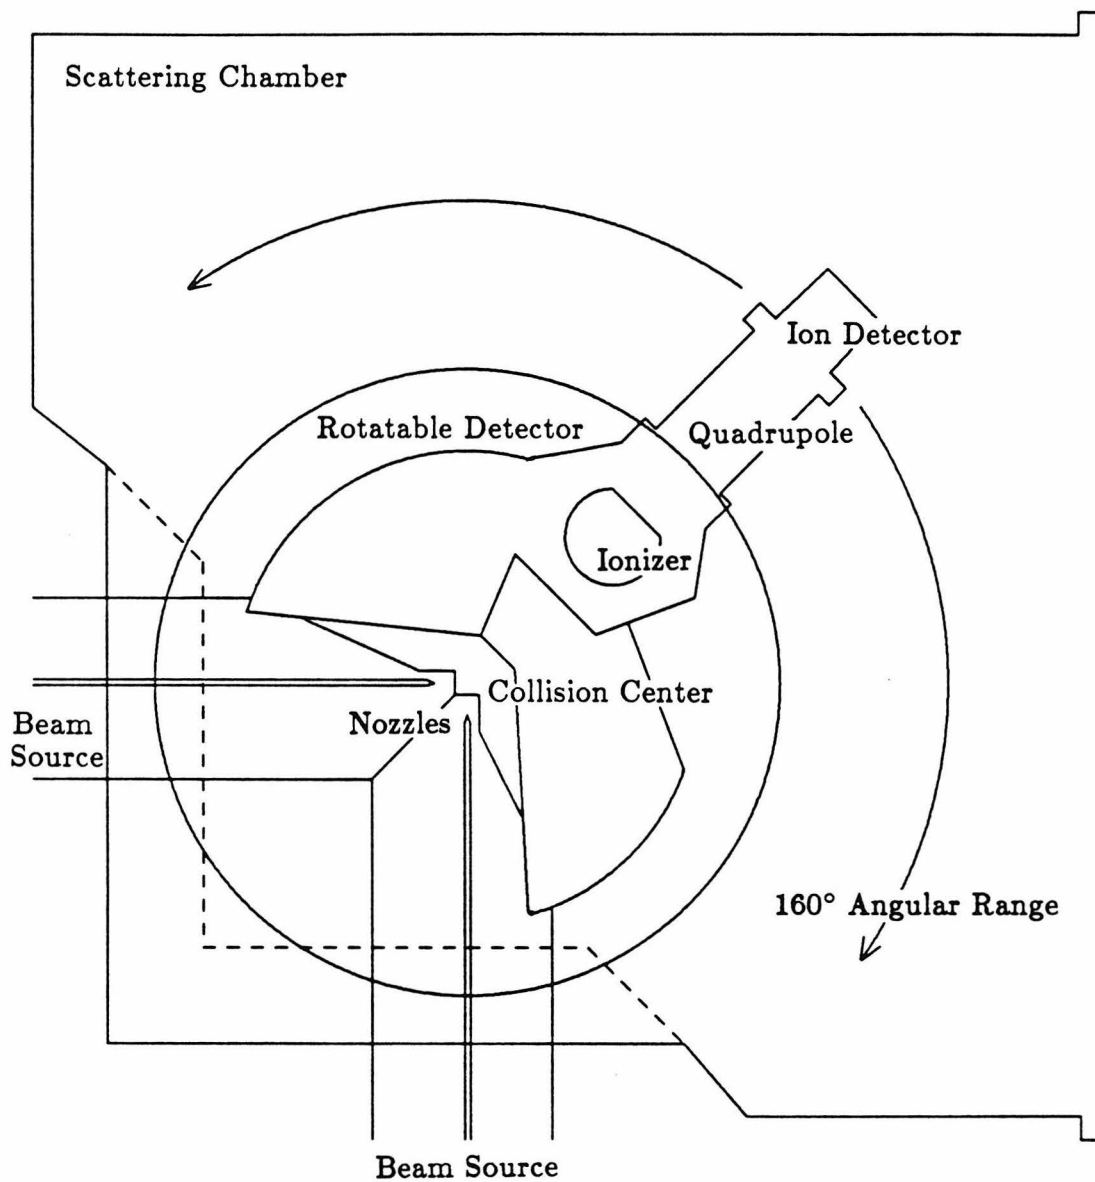 Scattering Chamber
Ion Detector
Rotatable Detector
Quadrupole
Ionizer
Collision Center
Nozzles
Beam
Source
160° Angular Range
Beam Source